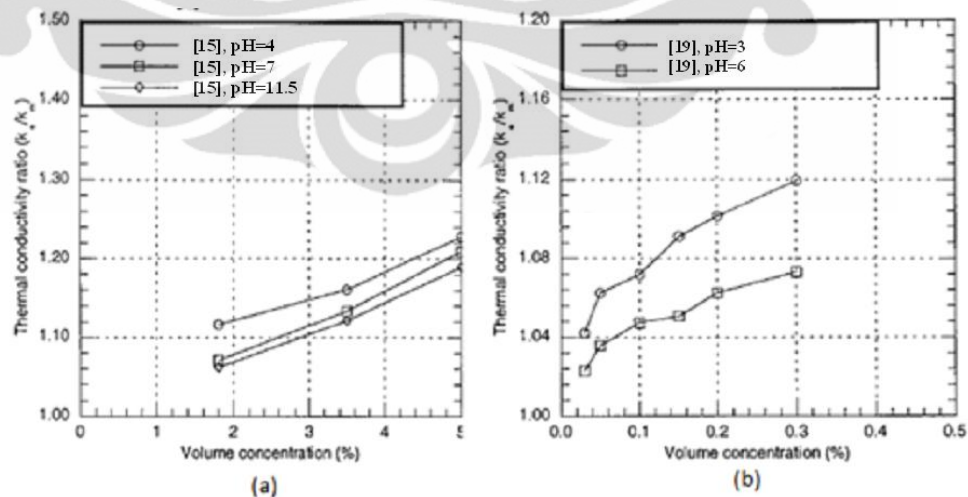 1.50
1.40
1.30
1.20
1.10
1.00
Thermal conductivity ratio
[15], pH=4
[15], pH=7
[15], pH=11.5
0 1 2 3 4
Volume concentration (%)
(a)
1.20
1.16
1.12
1.08
1.04
1.00
Thermal conductivity ratio
[19], pH=3
[19], pH=6
0.0 0.1 0.2 0.3 0.4 0.5
Volume concentration (%)
(b)